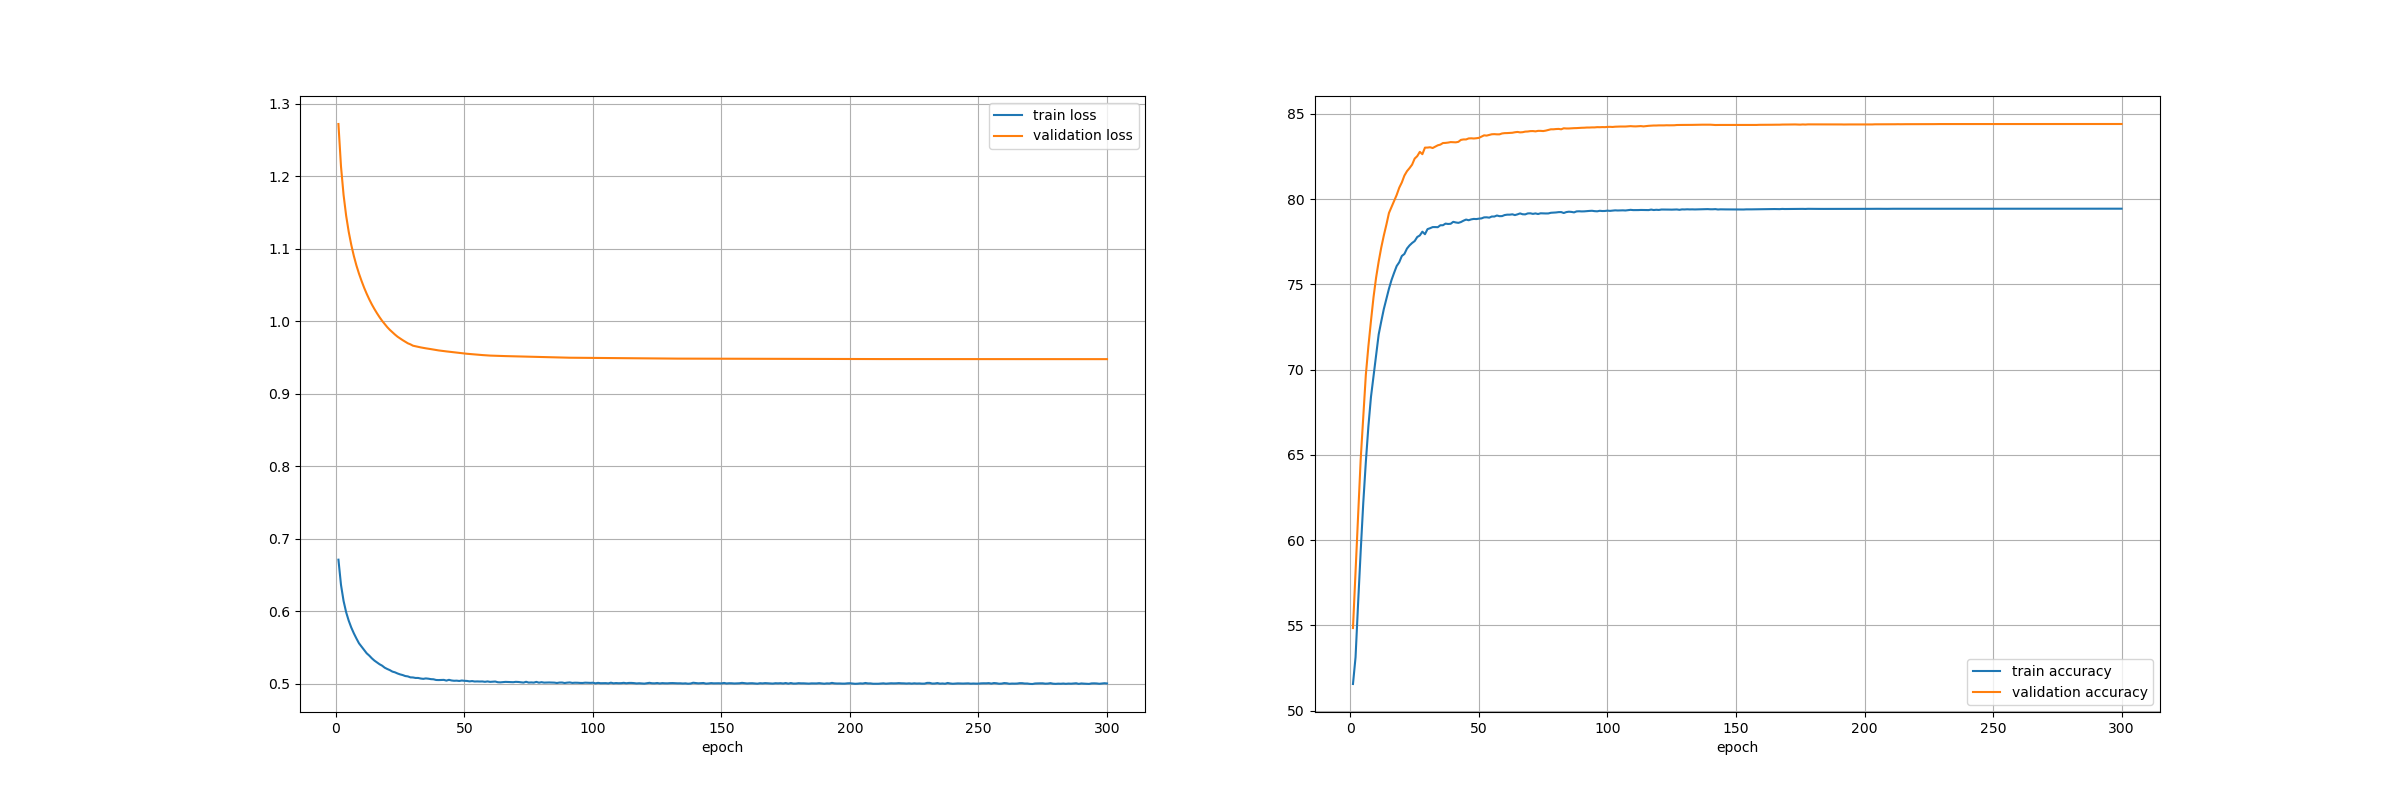 1.3
1.2
1.1
1.0
0.9
0.8
0.7
0.6
0.5
0 50 100 150 200 250 300
epoch
train loss
validation loss
85
80
75
70
65
60
55
50
0 50 100 150 200 250 300
epoch
train accuracy
validation accuracy